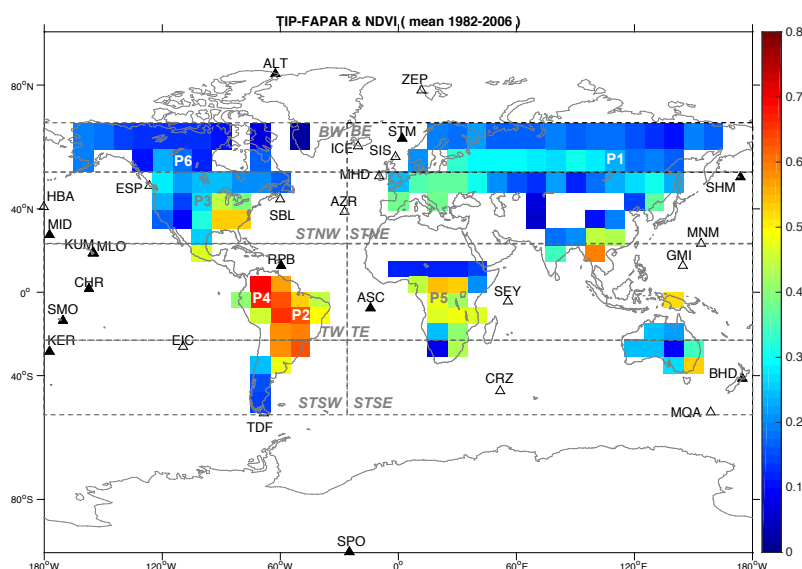 TIP-FAPAR & NDVI ( mean 1982-2006 )
0.8
ALT
ZEP
80°N
0.7
BW BE
STM
ICE
SIS
P6
P1
0.6
MHD
ESP
SHM
HBA
P3
SBL
AZR
40°N
0.5
MID
STNW STNE
MNM
KUM
MLO
RPB
GMI
CHR
0.4
P4
P5
SEY
0°
ASC
SMO
P2
0.3
KER
EIC
TW TE
40°S
BHD
CRZ
0.2
STSW STSE
MQA
TDF
0.1
80°S
SPO
0
180°W 120°W 60°W 0° 60°E 120°E 180°W